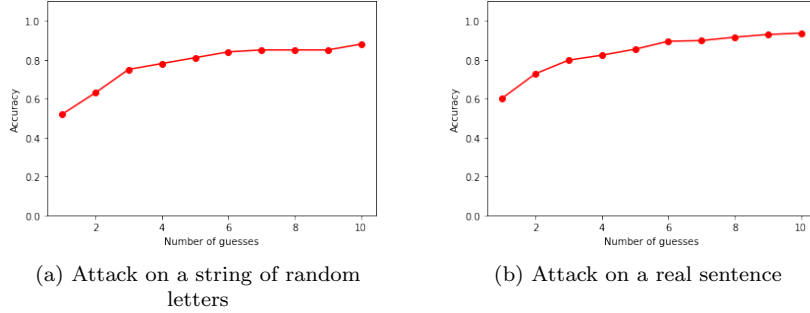 1.0
0.8
0.6
0.4
0.2
0.0
Accuracy
2 4 6 8 10
Number of guesses
(a) Attack on a string of random
letters
1.0
0.8
0.6
0.4
0.2
0.0
Accuracy
2 4 6 8 10
Number of guesses
(b) Attack on a real sentence